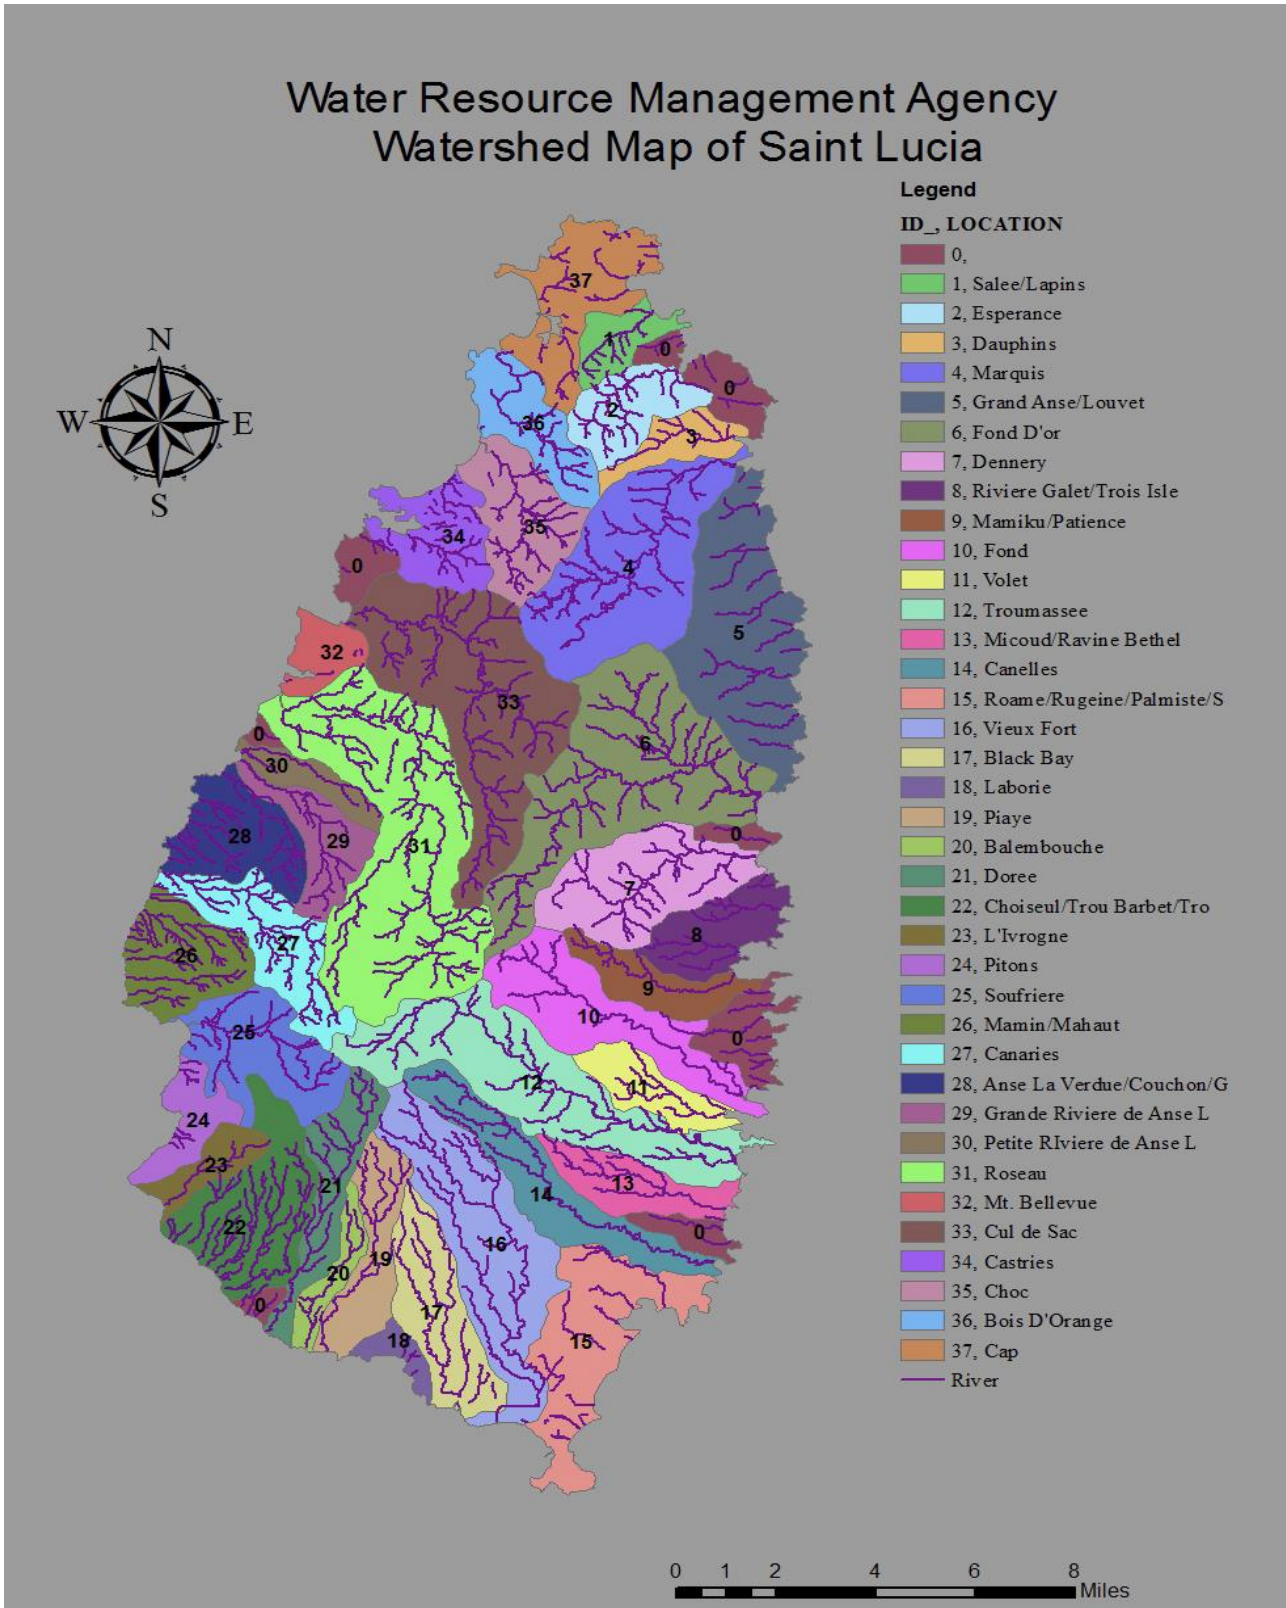 Water Resource Management Agency
Watershed Map of Saint Lucia
Legend
ID_, LOCATION
0,
1, Salee/Lapins
2, Esperance
3, Dauphins
4, Marquis
5, Grand Anse/Louvet
6, Fond D'or
7, Dennery
8, Riviere Galet/Trois Isle
9, Mamiku/Patience
10, Fond
11, Volet
12, Troumassee
13, Micoud/Ravine Bethel
14, Canelles
15, Roame/Rugeine/Palmiste/S
16, Vieux Fort
17, Black Bay
18, Laborie
19, Piaye
20, Balembouche
21, Doree
22, Choiseul/Trou Barbet/Tro
23, L'Ivrogne
24, Pitons
25, Soufriere
26, Mamin/Mahaut
27, Canaries
28, Anse La Verdue/Couchon/G
29, Grande Riviere de Anse L
30, Petite RIviere de Anse L
31, Roseau
32, Mt. Bellevue
33, Cul de Sac
34, Castries
35, Choc
36, Bois D'Orange
37, Cap
River
N
W E
S
37
1
0
0
2
36
3
35
34
0
4
5
32
33
0
6
30
28
29
31
0
7
8
27
26
9
10
0
25
12
11
24
23
21
13
14
22
0
16
19
20
0
17
18
15
0 1 2 4 6 8
Miles